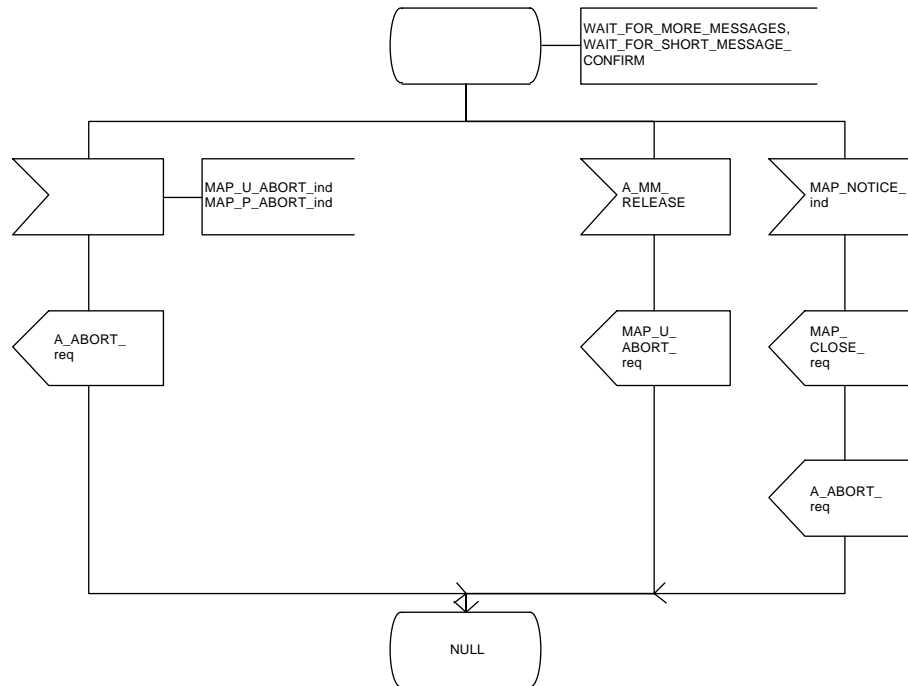 WAIT_FOR_MORE_MESSAGES,
WAIT_FOR_SHORT_MESSAGE_
CONFIRM
MAP_U_ABORT_ind
MAP_P_ABORT_ind
A_MM_
RELEASE
MAP_NOTICE_
ind
A_ABORT_
req
MAP_U_
ABORT_
req
MAP_
CLOSE_
req
A_ABORT_
req
NULL